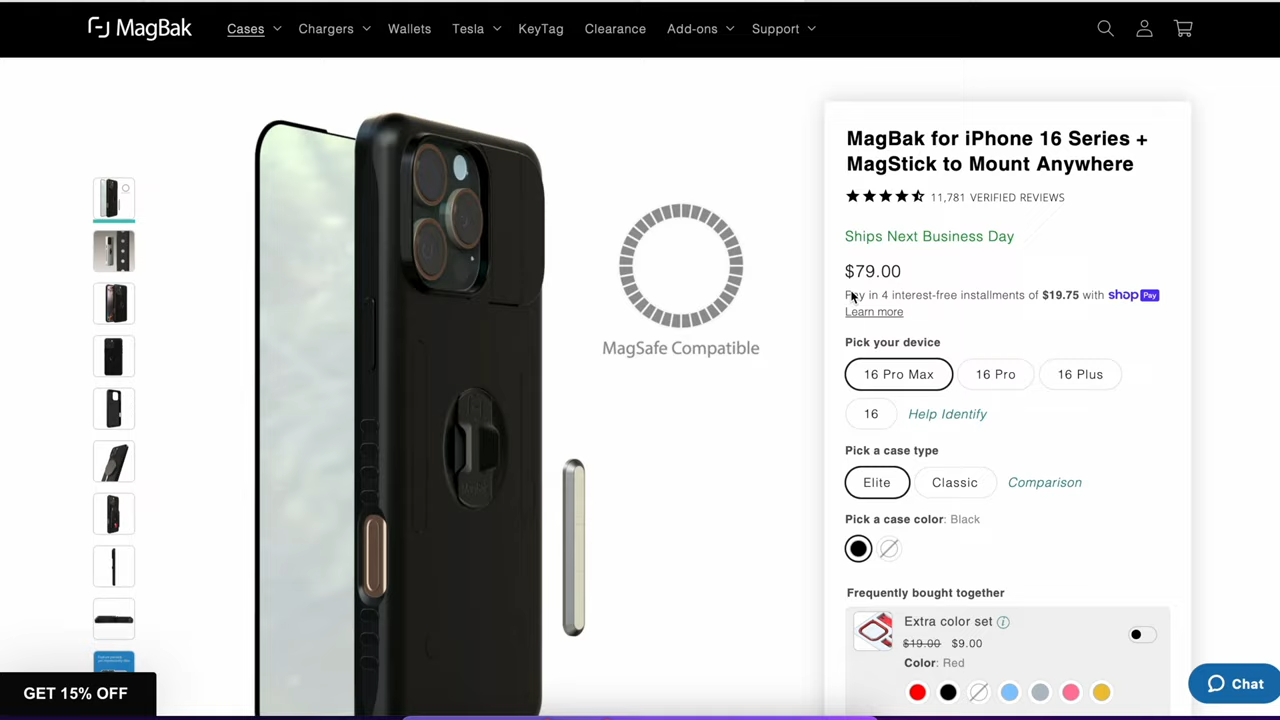 MagBak
Cases
Chargers
Wallets
Tesla
KeyTag
Clearance
Add-ons
Support
MagSafe Compatible
MagBak for iPhone 16 Series +
MagStick to Mount Anywhere
11,781 VERIFIED REVIEWS
Ships Next Business Day
$79.00
Pay in 4 interest-free installments of $19.75 with shop Pay
Learn more
Pick your device
16 Pro Max
16 Pro
16 Plus
16
Help Identify
Pick a case type
Elite
Classic
Comparison
Pick a case color: Black
Frequently bought together
Extra color set
$19.00 $9.00
Color: Red
GET 15% OFF
Chat